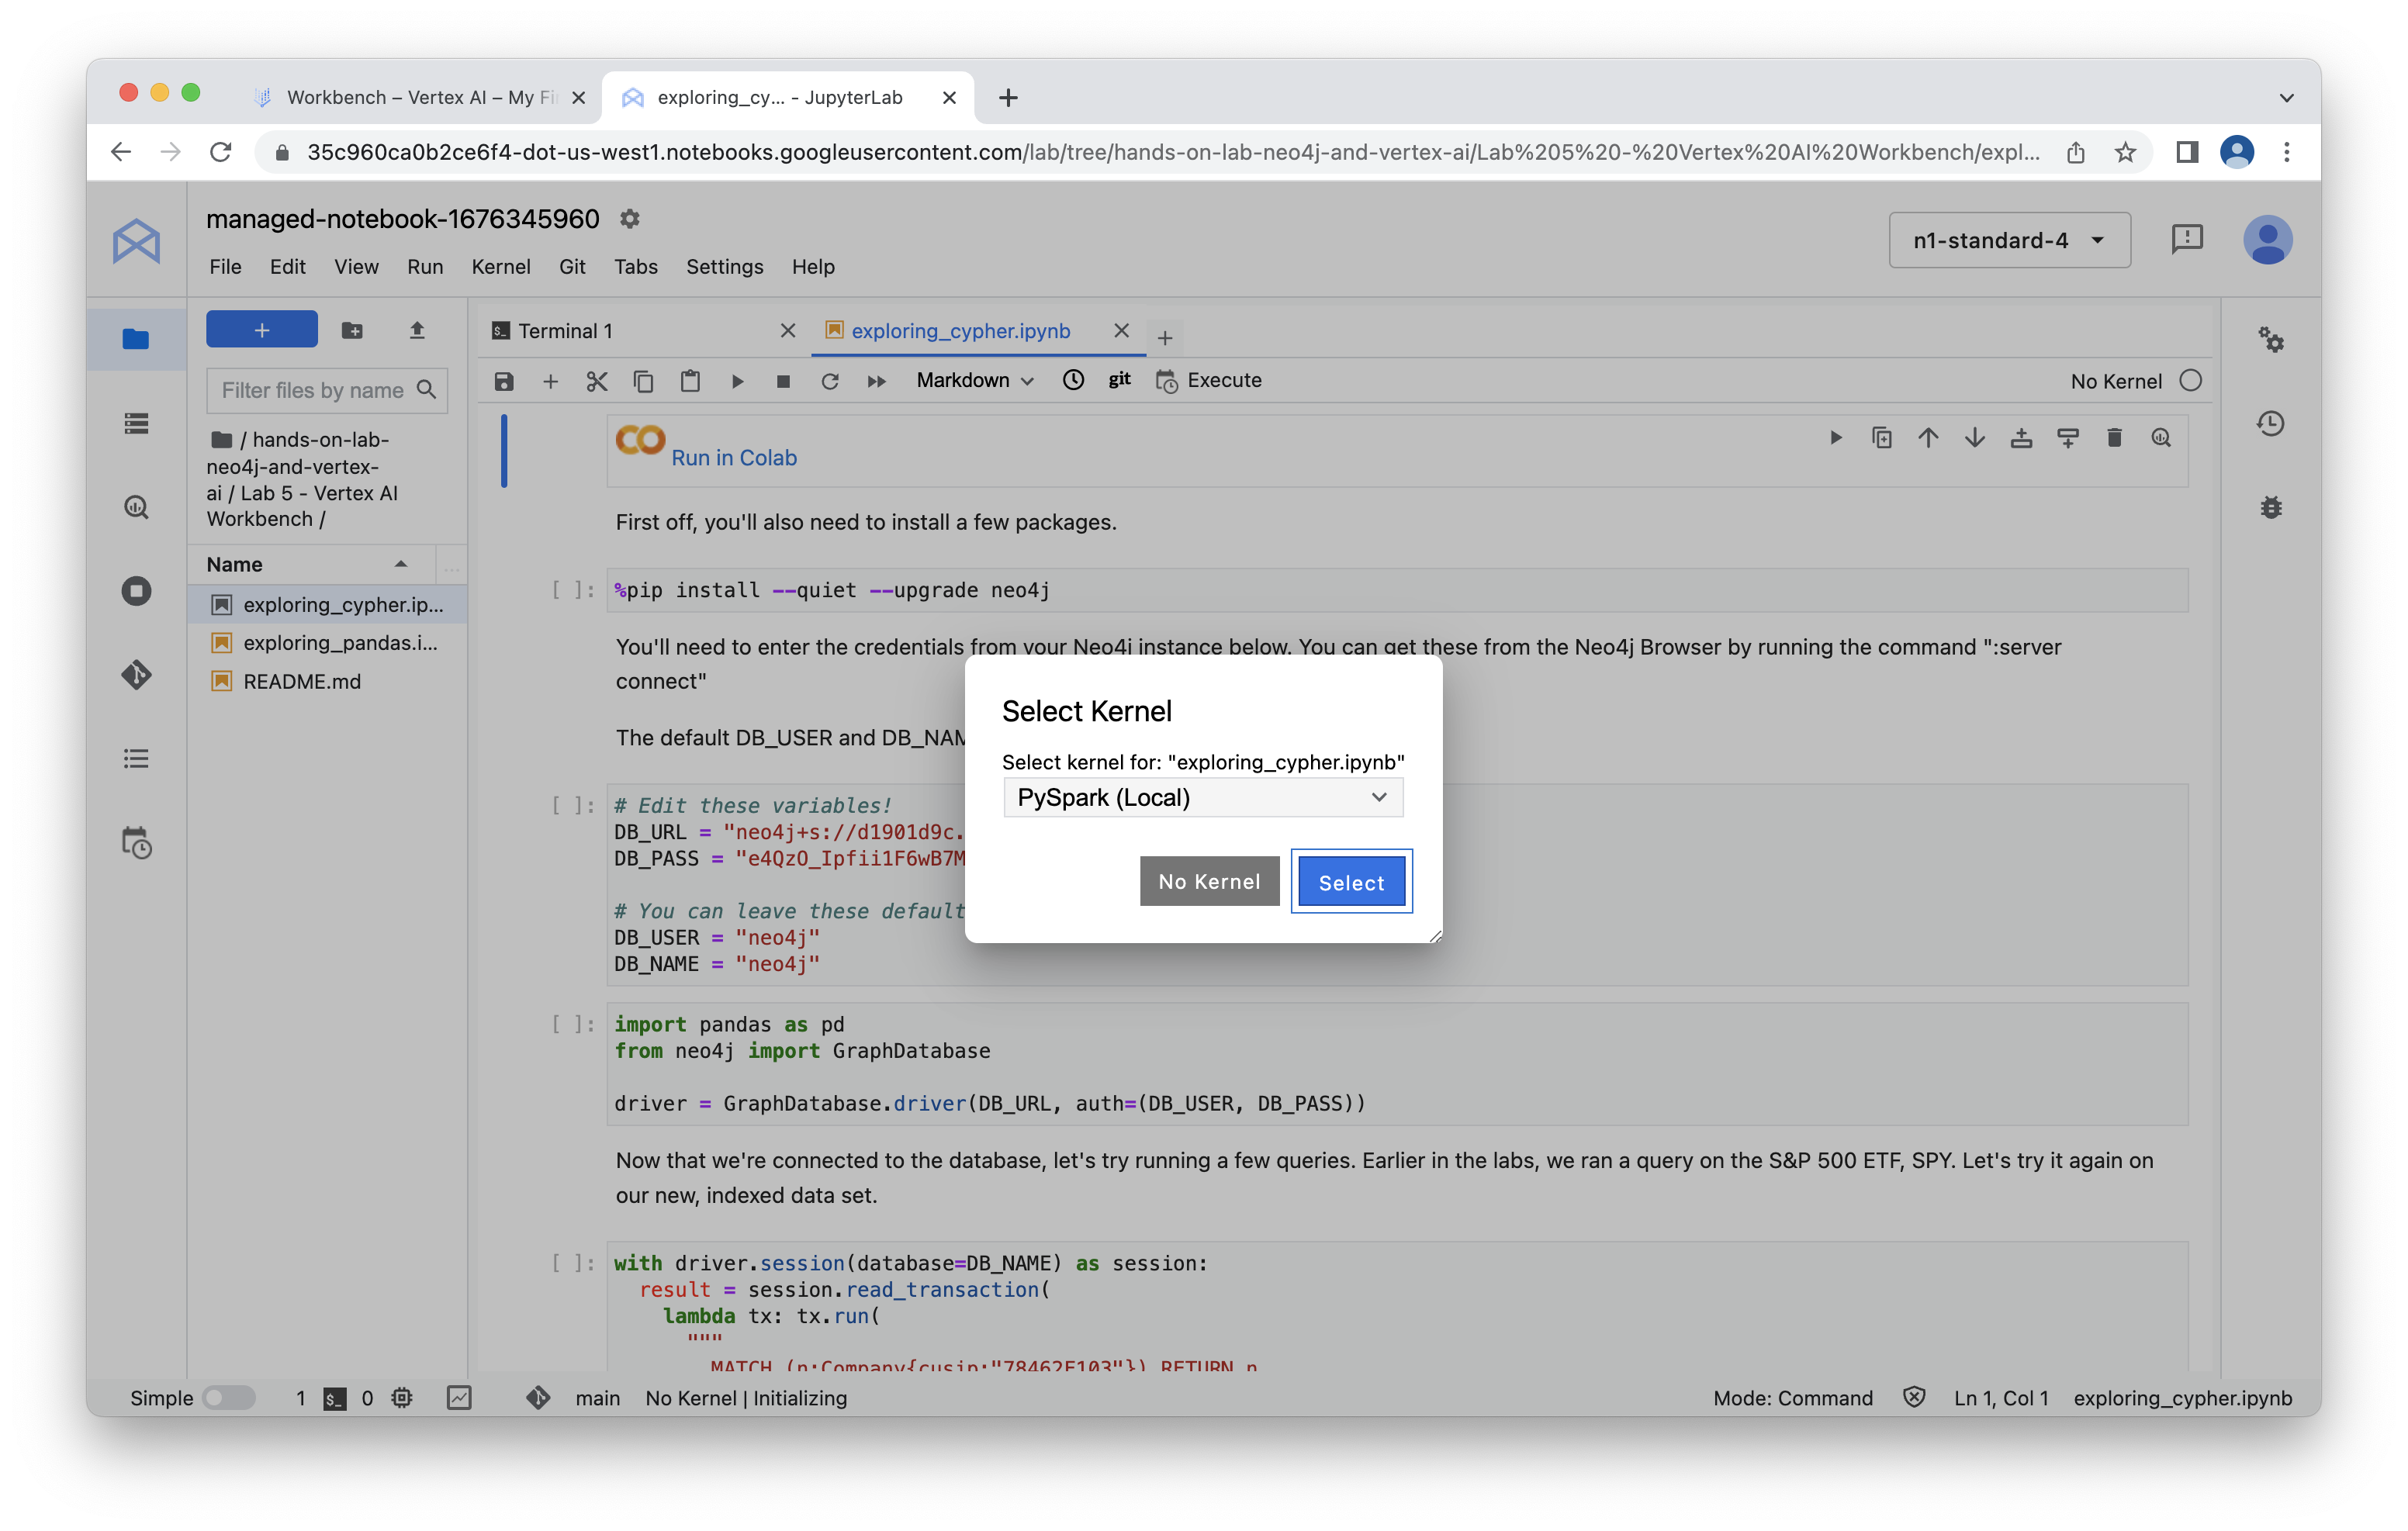 Workbench – Vertex AI – My Fi
exploring_cy... - JupyterLab
35c960ca0b2ce6f4-dot-us-west1.notebooks.googleusercontent.com/lab/tree/hands-on-lab-neo4j-and-vertex-ai/Lab%205%20-%20Vertex%20AI%20Workbench/expl...
managed-notebook-1676345960
n1-standard-4
File Edit View Run Kernel Git Tabs Settings Help
Filter files by name
/ hands-on-lab-
neo4j-and-vertex-
ai / Lab 5 - Vertex AI
Workbench /
Name
...
exploring_cypher.ip...
exploring_pandas.i...
README.md
Terminal 1
exploring_cypher.ipynb
Markdown
git
Execute
No Kernel
Run in Colab
First off, you'll also need to install a few packages.
[ ]: %pip install --quiet --upgrade neo4j
You'll need to enter the credentials from your Neo4j instance below. You can get these from the Neo4j Browser by running the command ":server
connect"
The default DB_USER and DB_NAM
[ ]: # Edit these variables!
DB_URL = "neo4j+s://d1901d9c.
DB_PASS = "e4QzO_Ipfii1F6wB7M
# You can leave these default
DB_USER = "neo4j"
DB_NAME = "neo4j"
Select Kernel
Select kernel for: "exploring_cypher.ipynb"
PySpark (Local)
No Kernel
Select
[ ]: import pandas as pd
from neo4j import GraphDatabase
driver = GraphDatabase.driver(DB_URL, auth=(DB_USER, DB_PASS))
Now that we're connected to the database, let's try running a few queries. Earlier in the labs, we ran a query on the S&P 500 ETF, SPY. Let's try it again on
our new, indexed data set.
[ ]: with driver.session(database=DB_NAME) as session:
result = session.read_transaction(
lambda tx: tx.run(
"""
MATCH (n:Company{cusip:"78462F103"}) RETURN n
Simple
1
0
main
No Kernel | Initializing
Mode: Command
Ln 1, Col 1
exploring_cypher.ipynb